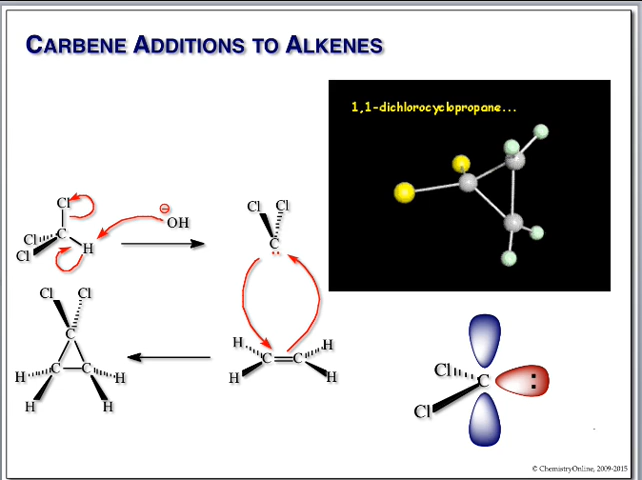 CARBENE ADDITIONS TO ALKENES
1,1-dichlorocyclopropane...
Cl
⊖
OH
C
Cl
H
Cl
Cl Cl
C
Cl Cl
C
H C C H
H H
H C=C H
H H
Cl
C
Cl
© ChemistryOnline, 2009-2015